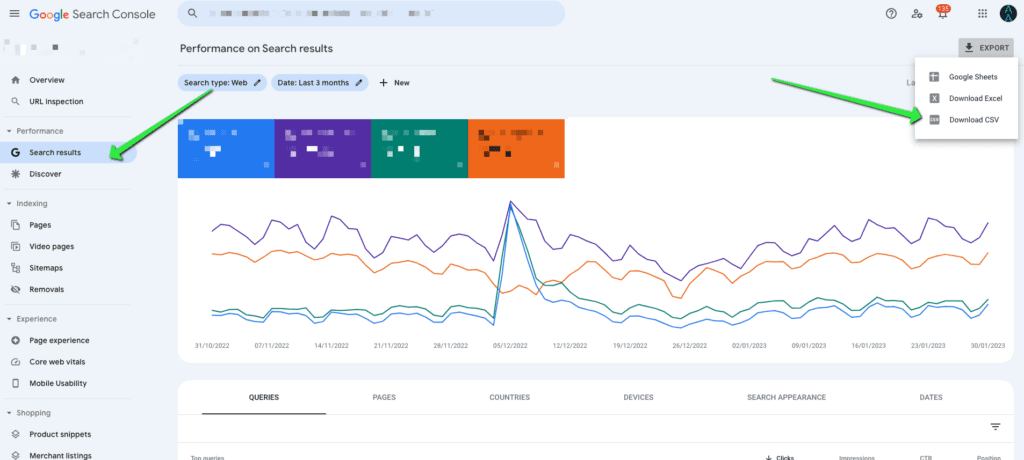 Google Search Console
135
Performance on Search results
EXPORT
Search type: Web
Date: Last 3 months
New
La
Google Sheets
Download Excel
Download CSV
CSV
Overview
URL inspection
Performance
Search results
Discover
Indexing
Pages
Video pages
Sitemaps
Removals
Experience
Page experience
Core web vitals
Mobile Usability
Shopping
Product snippets
Merchant listings
31/10/2022
07/11/2022
14/11/2022
21/11/2022
28/11/2022
05/12/2022
12/12/2022
19/12/2022
26/12/2022
02/01/2023
09/01/2023
16/01/2023
23/01/2023
30/01/2023
QUERIES
PAGES
COUNTRIES
DEVICES
SEARCH APPEARANCE
DATES
Top queries
Clicks
Impressions
CTR
Position